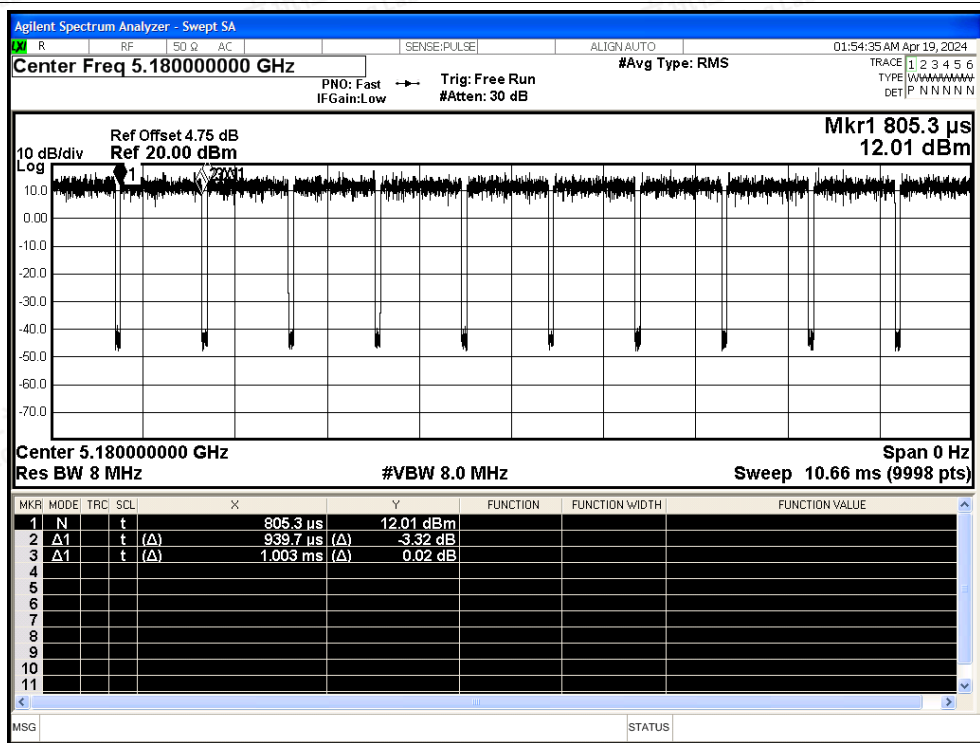 Agilent Spectrum Analyzer - Swept SA
LXI R RF 50 Ω AC SENSE:PULSE ALIGN AUTO 01:54:35 AM Apr 19, 2024
Center Freq 5.180000000 GHz #Avg Type: RMS TRACE 1 2 3 4 5 6
PNO: Fast Trig: Free Run TYPE WWWWWW
IFGain:Low #Atten: 30 dB DET P N N N N N
Ref Offset 4.75 dB Mkr1 805.3 µs
10 dB/div Ref 20.00 dBm 12.01 dBm
Log
1
10.0
0.00
-10.0
-20.0
-30.0
-40.0
-50.0
-60.0
-70.0
Center 5.180000000 GHz Span 0 Hz
Res BW 8 MHz #VBW 8.0 MHz Sweep 10.66 ms (9998 pts)
MKR MODE TRC SCL X Y FUNCTION FUNCTION WIDTH FUNCTION VALUE
1 N t 805.3 µs 12.01 dBm
2 Δ1 t (Δ) 939.7 µs (Δ) -3.32 dB
3 Δ1 t (Δ) 1.003 ms (Δ) 0.02 dB
4
5
6
7
8
9
10
11
MSG STATUS